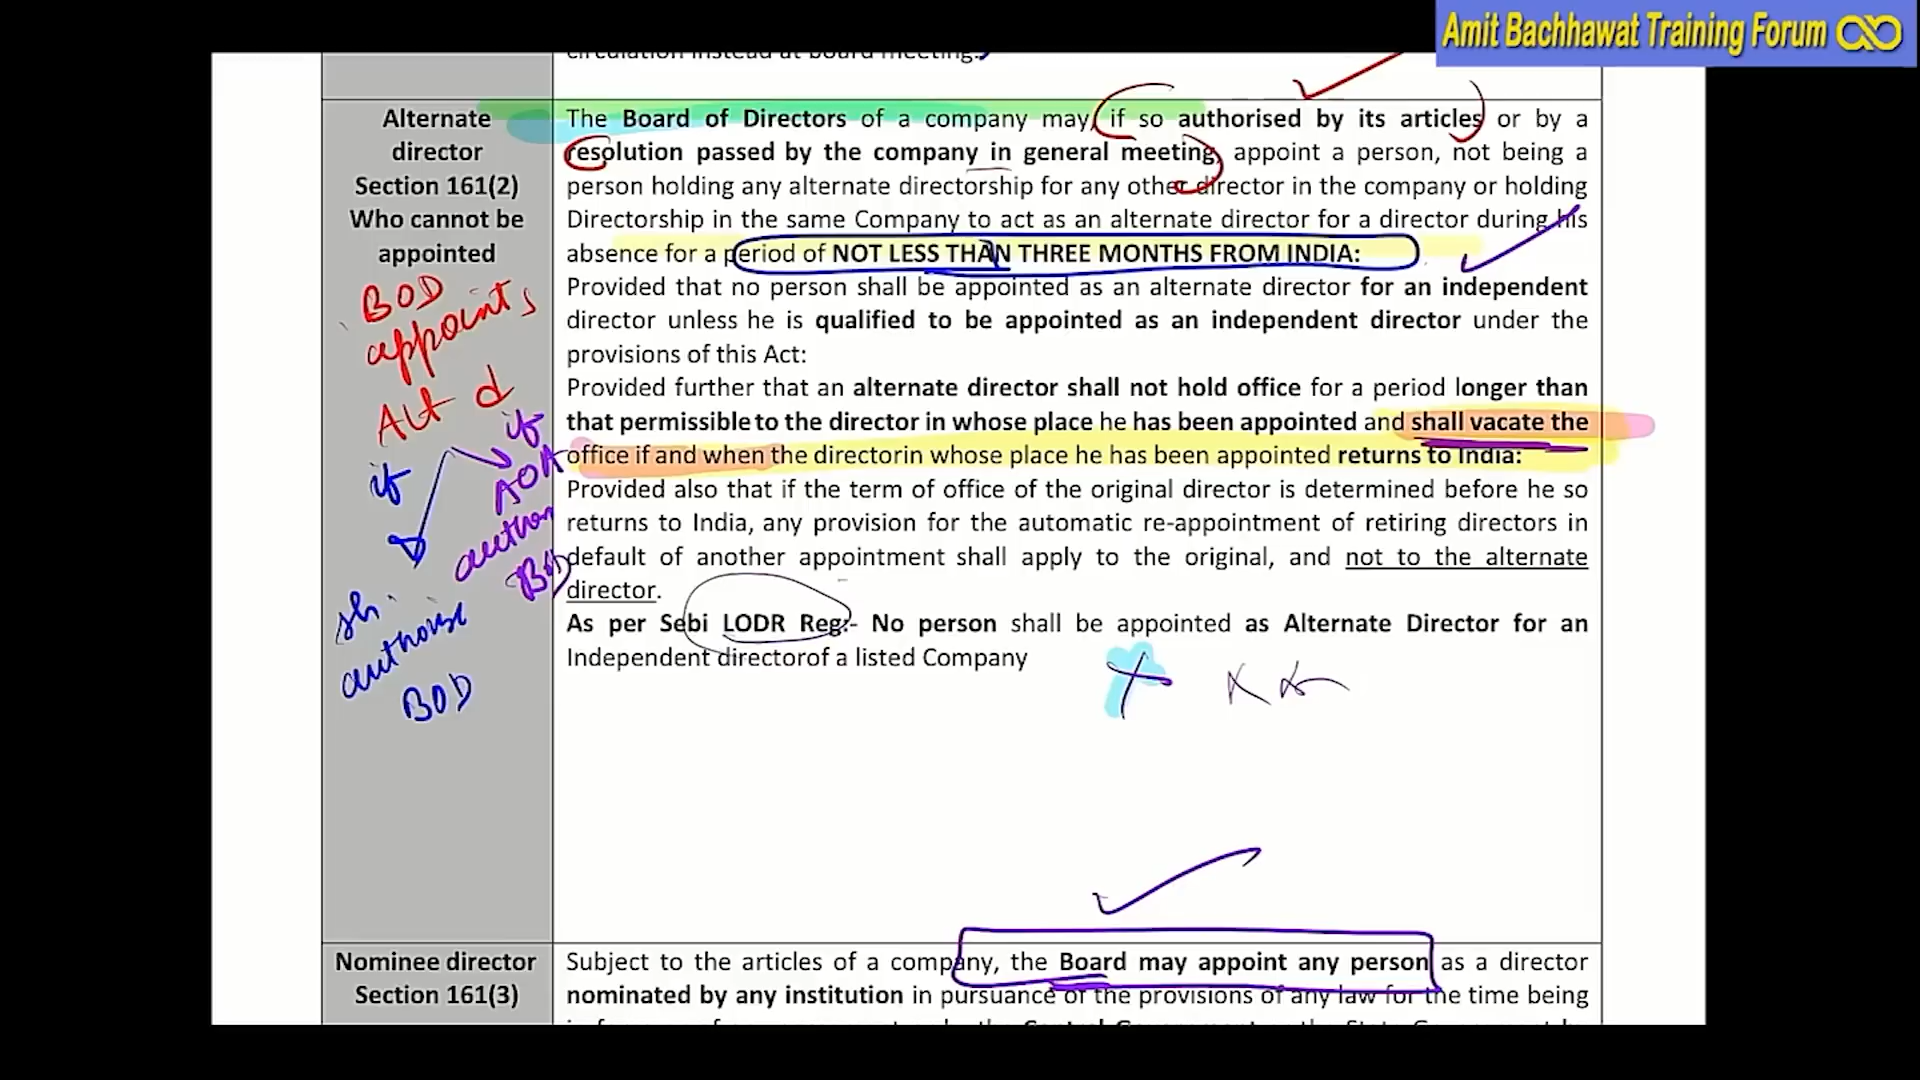 Amit Bachhawat Training Forum
circulation instead at board meeting.
Alternate
director
Section 161(2)
Who cannot be
appointed
BOD
appoints
Alt d
if
if
AOA
author
BOD
sh.
authorise
BOD
The Board of Directors of a company may, if so authorised by its articles or by a
resolution passed by the company in general meeting, appoint a person, not being a
person holding any alternate directorship for any other director in the company or holding
Directorship in the same Company to act as an alternate director for a director during his
absence for a period of NOT LESS THAN THREE MONTHS FROM INDIA:
Provided that no person shall be appointed as an alternate director for an independent
director unless he is qualified to be appointed as an independent director under the
provisions of this Act:
Provided further that an alternate director shall not hold office for a period longer than
that permissible to the director in whose place he has been appointed and shall vacate the
office if and when the directorin whose place he has been appointed returns to India:
Provided also that if the term of office of the original director is determined before he so
returns to India, any provision for the automatic re-appointment of retiring directors in
default of another appointment shall apply to the original, and not to the alternate
director.
As per Sebi LODR Reg:- No person shall be appointed as Alternate Director for an
Independent directorof a listed Company
Nominee director
Section 161(3)
Subject to the articles of a company, the Board may appoint any person as a director
nominated by any institution in pursuance of the provisions of any law for the time being